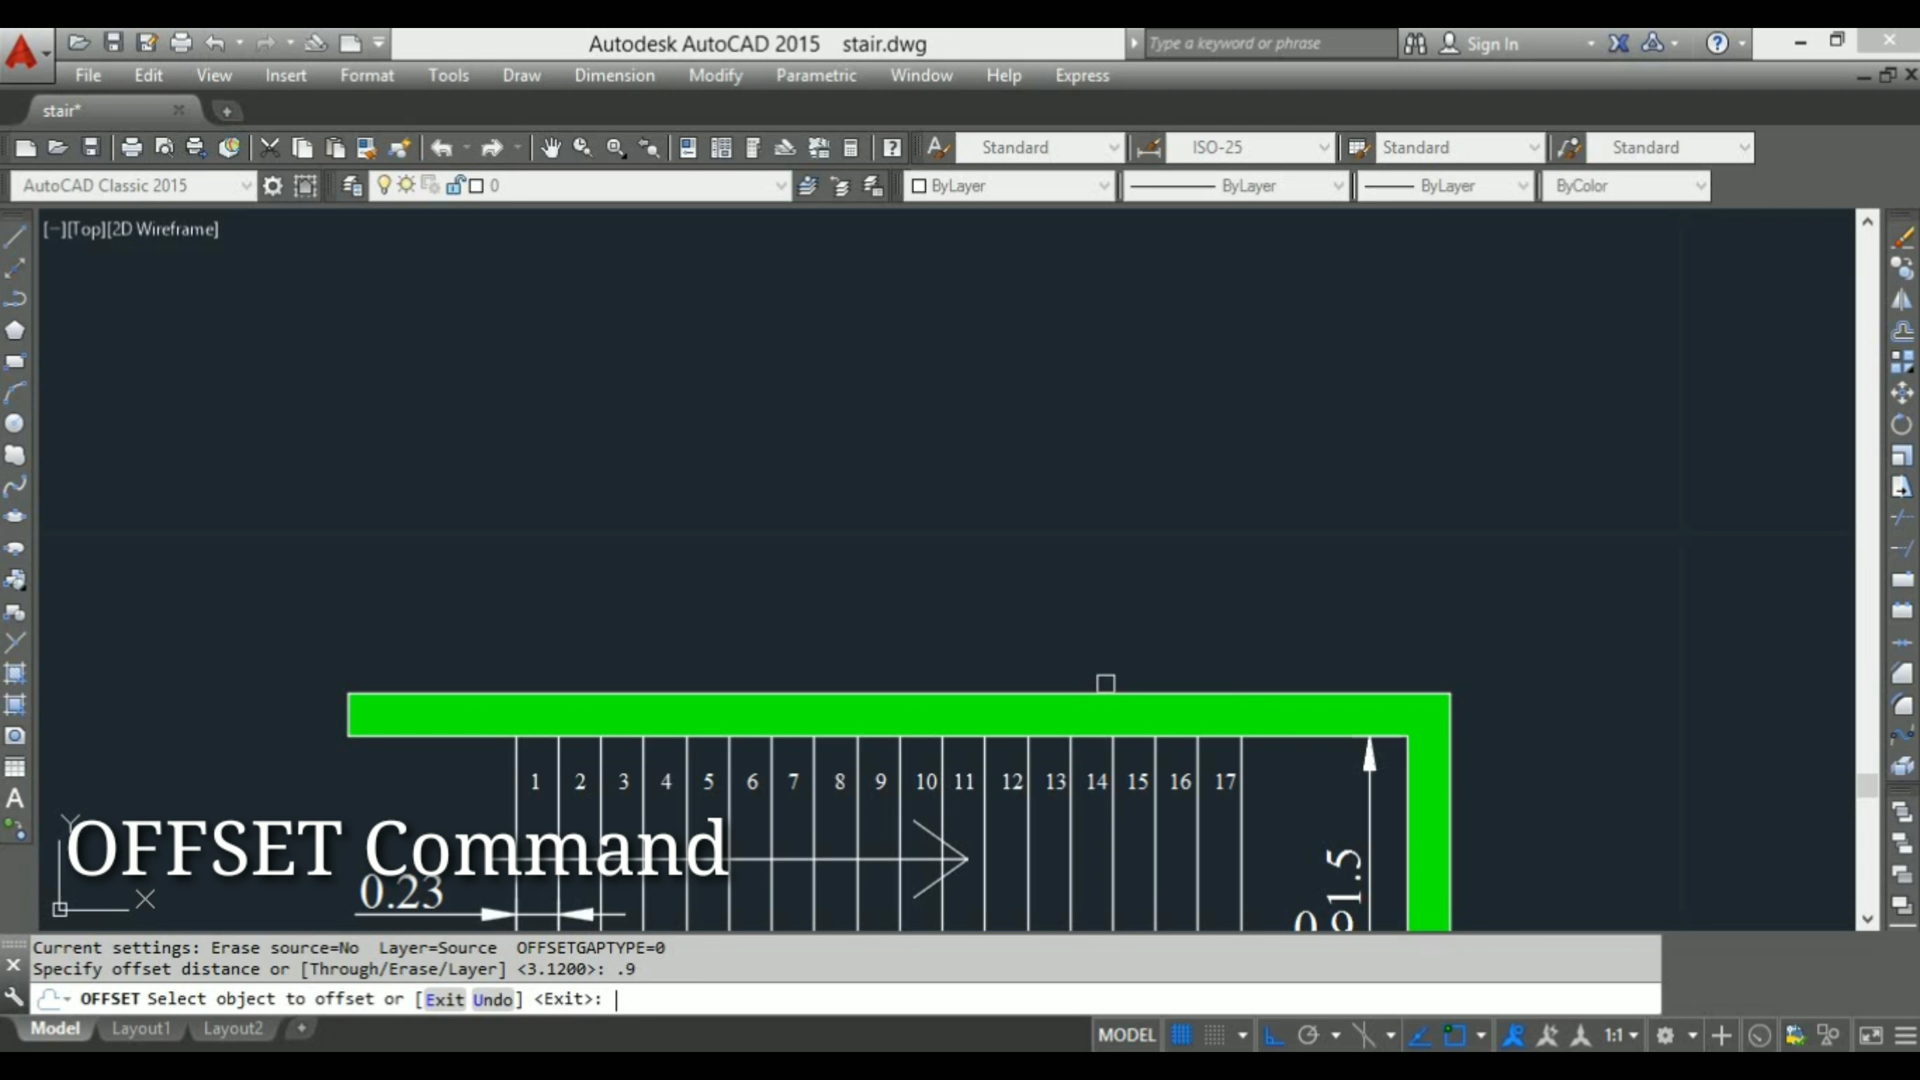 Autodesk AutoCAD 2015 stair.dwg
Type a keyword or phrase
Sign In
File Edit View Insert Format Tools Draw Dimension Modify Parametric Window Help Express
stair*
Standard ISO-25 Standard Standard
AutoCAD Classic 2015 0 ByLayer ByLayer ByLayer ByColor
[−][Top][2D Wireframe]
1 2 3 4 5 6 7 8 9 10 11 12 13 14 15 16 17
OFFSET Command
0.23
Y
X
Current settings: Erase source=No Layer=Source OFFSETGAPTYPE=0
Specify offset distance or [Through/Erase/Layer] <3.1200>: .9
OFFSET Select object to offset or [Exit Undo] <Exit>:
Model Layout1 Layout2
MODEL 1:1